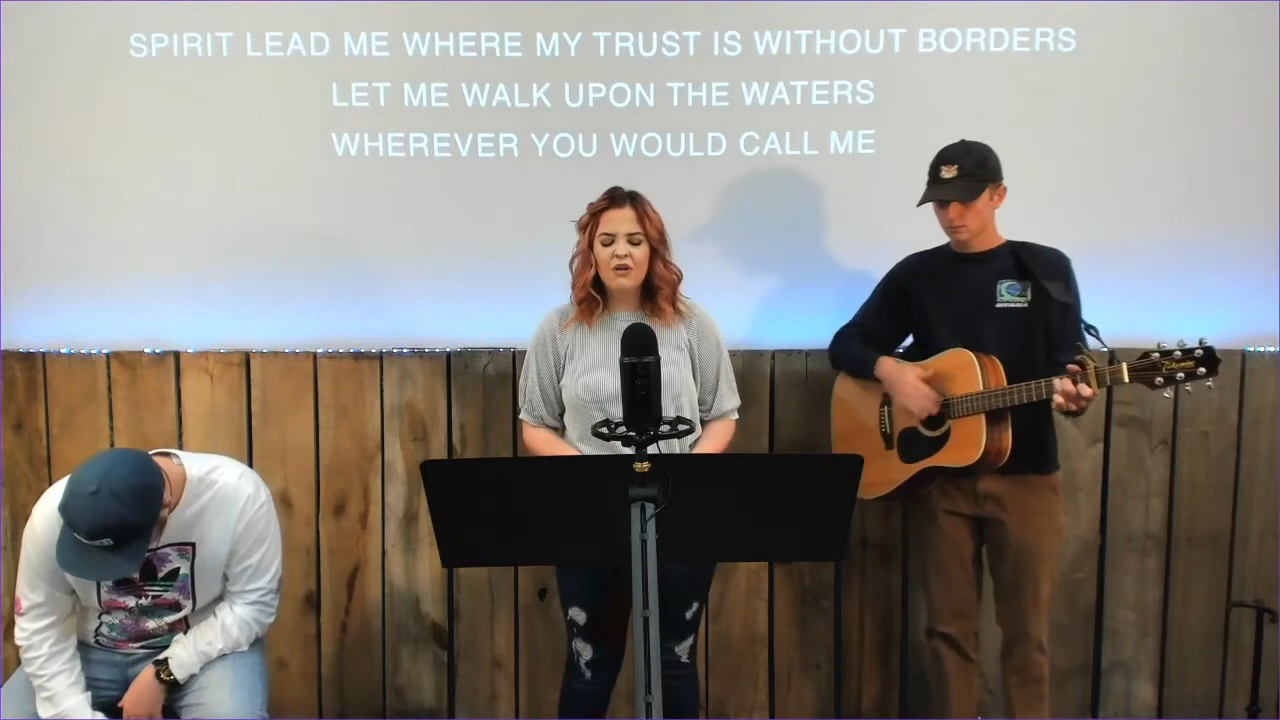 SPIRIT LEAD ME WHERE MY TRUST IS WITHOUT BORDERS
LET ME WALK UPON THE WATERS
WHEREVER YOU WOULD CALL ME
Takamine